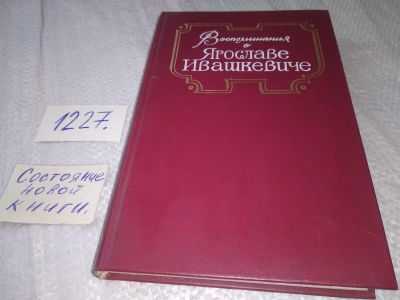 Воспоминания
о
Ярославе
Ивашкевиче
1227.
Состояние
новой
книги.